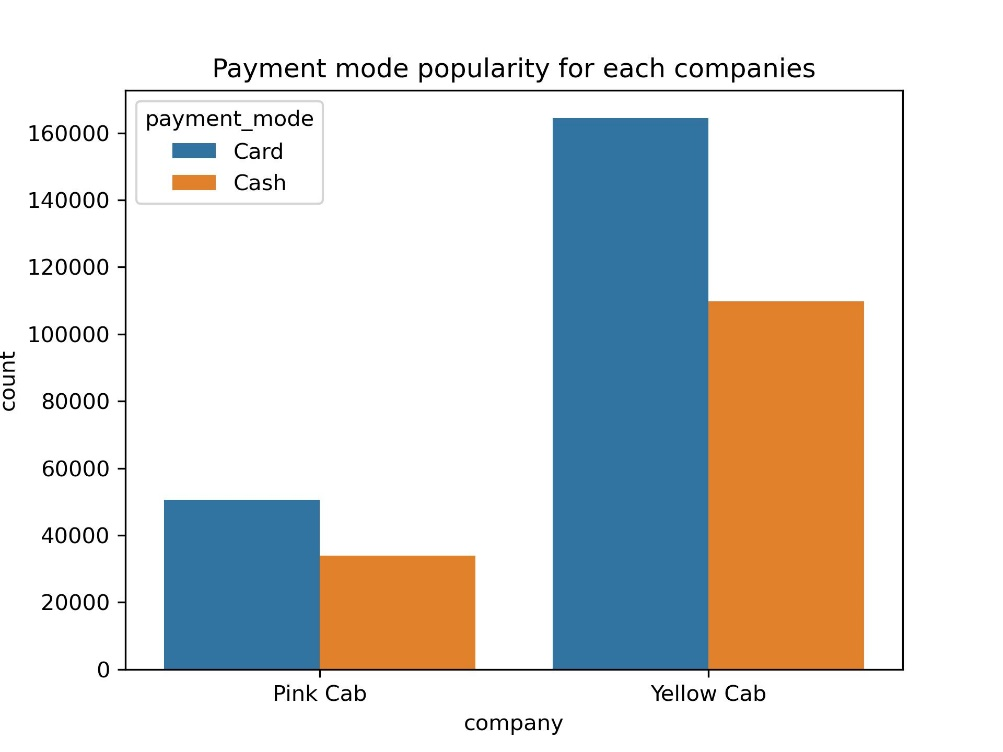 Payment mode popularity for each companies
payment_mode
Card
Cash
160000
140000
120000
100000
80000
60000
40000
20000
0
count
Pink Cab
Yellow Cab
company